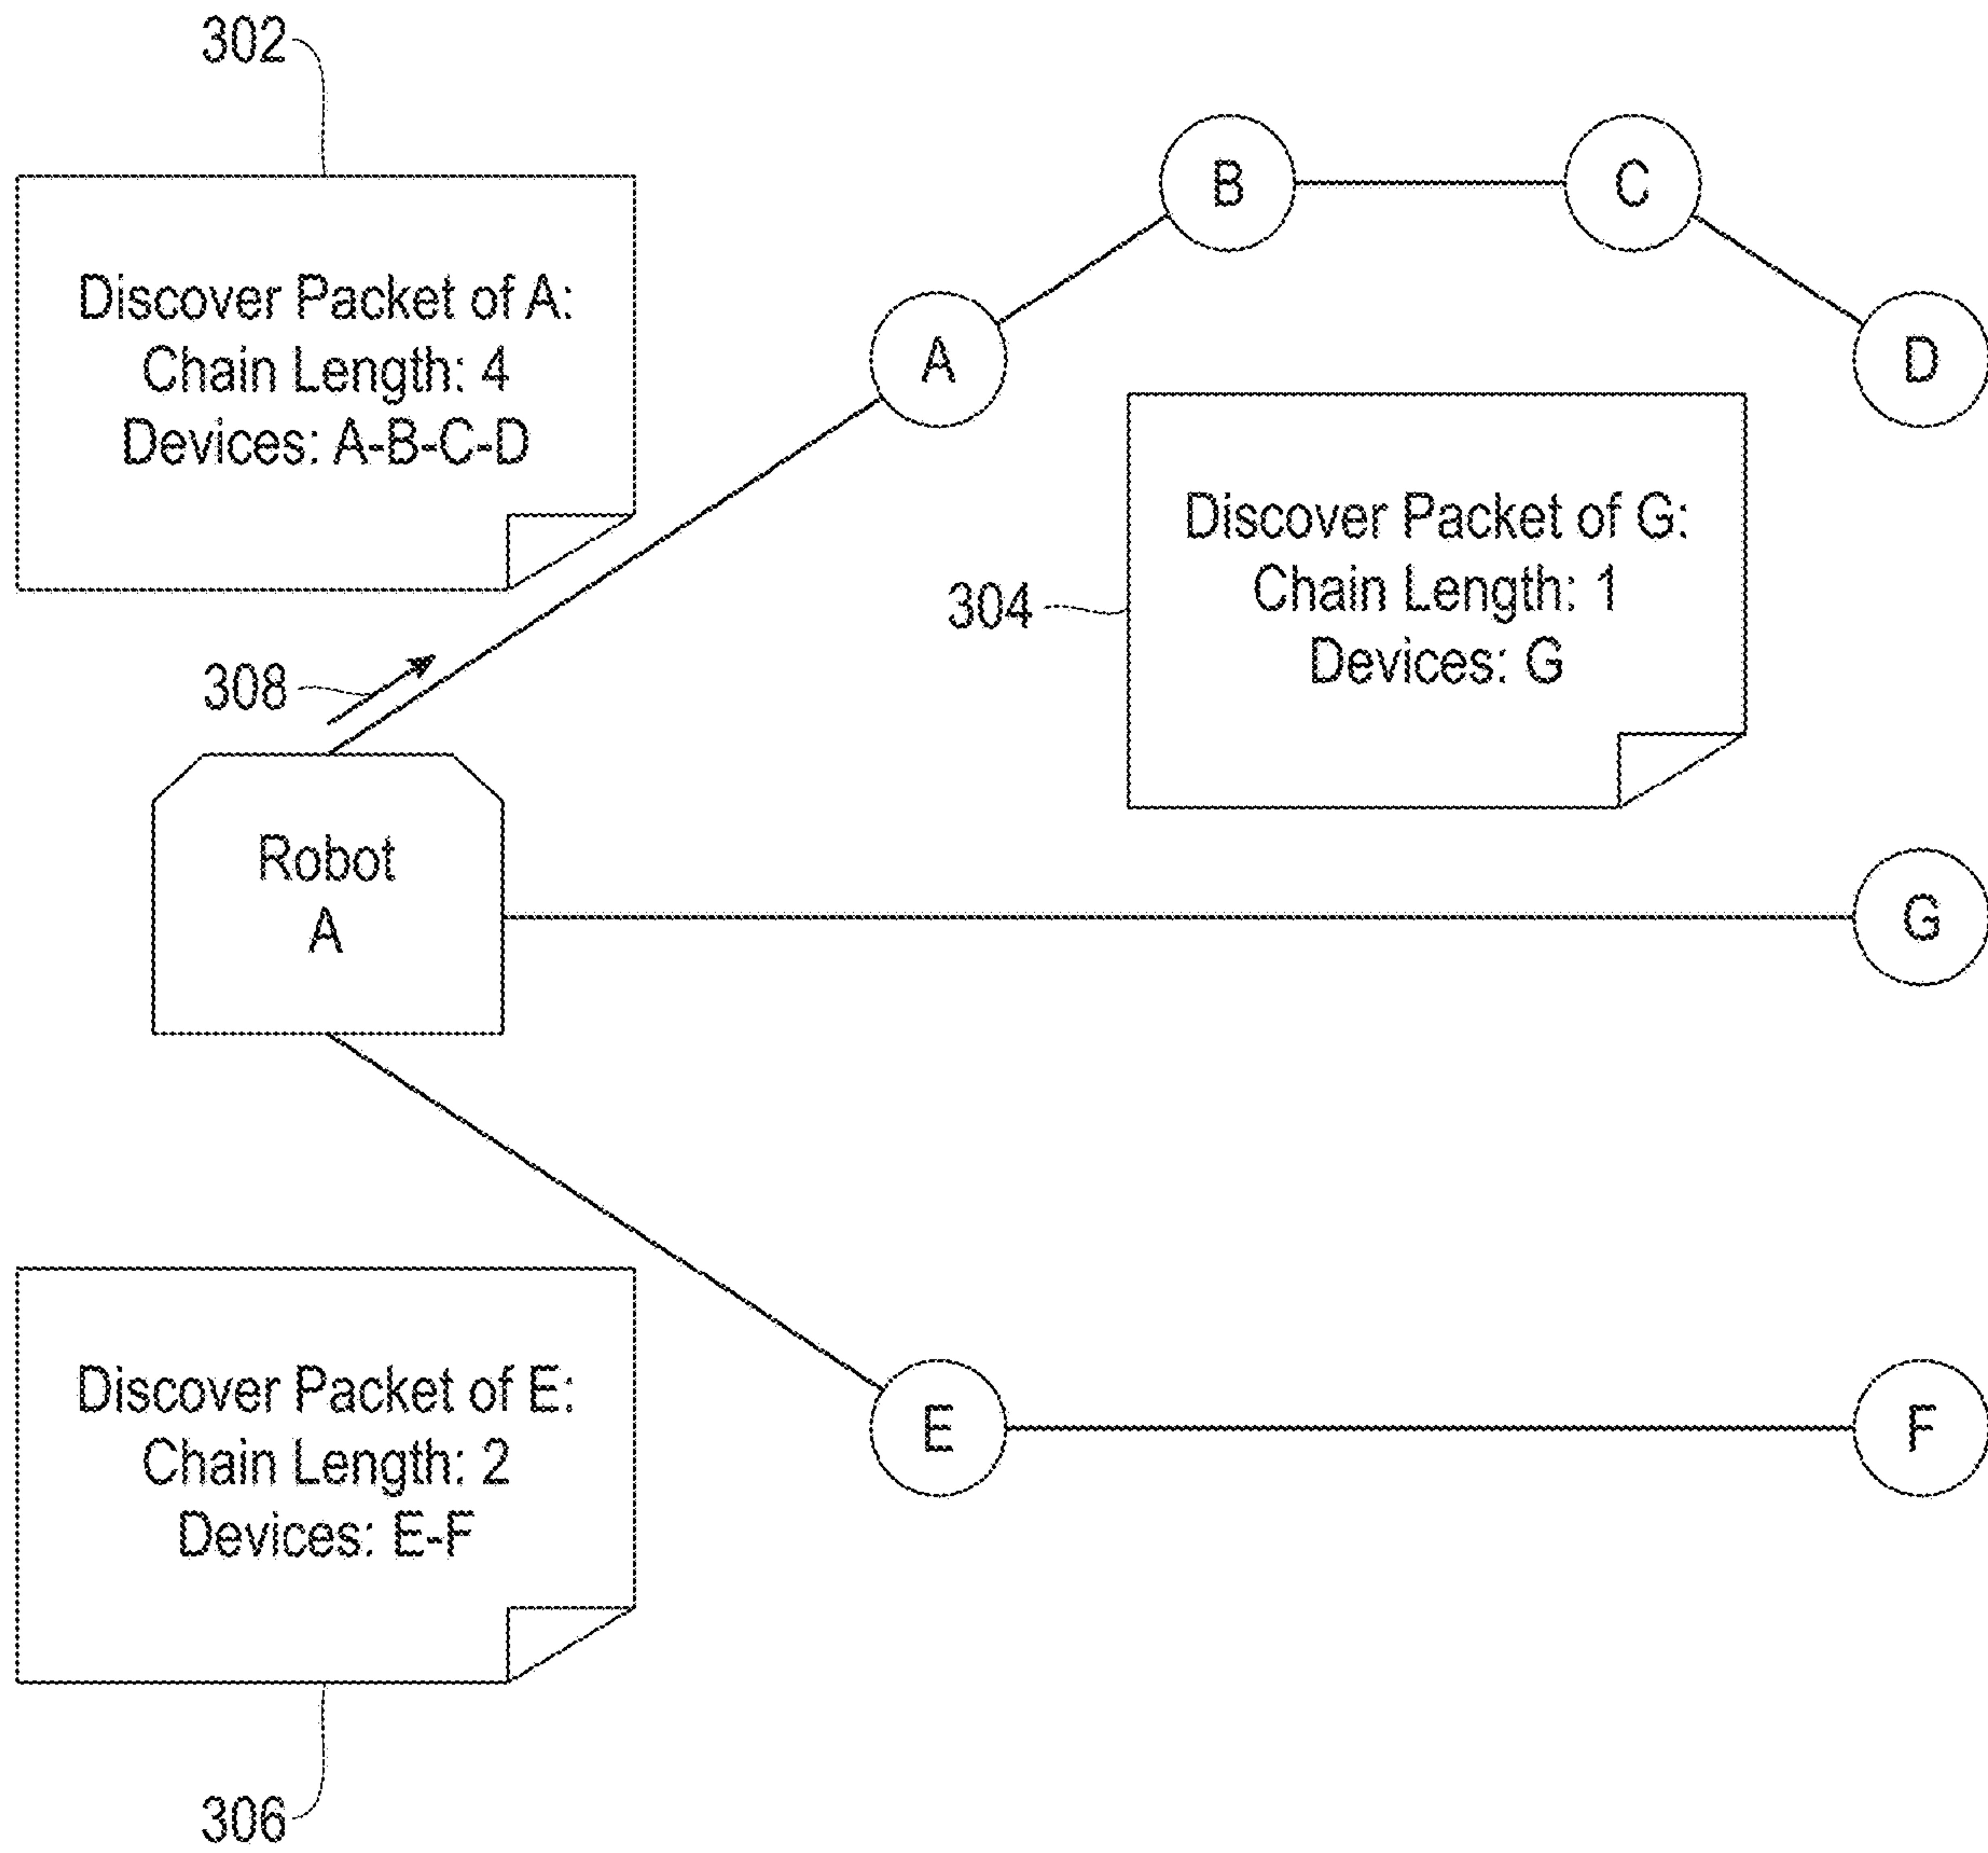 302
B
C
Discover Packet of A:
Chain Length: 4
Devices: A-B-C-D
A
D
Discover Packet of G:
Chain Length: 1
Devices: G
304
308
Robot
A
G
Discover Packet of E:
Chain Length: 2
Devices: E-F
E
F
306